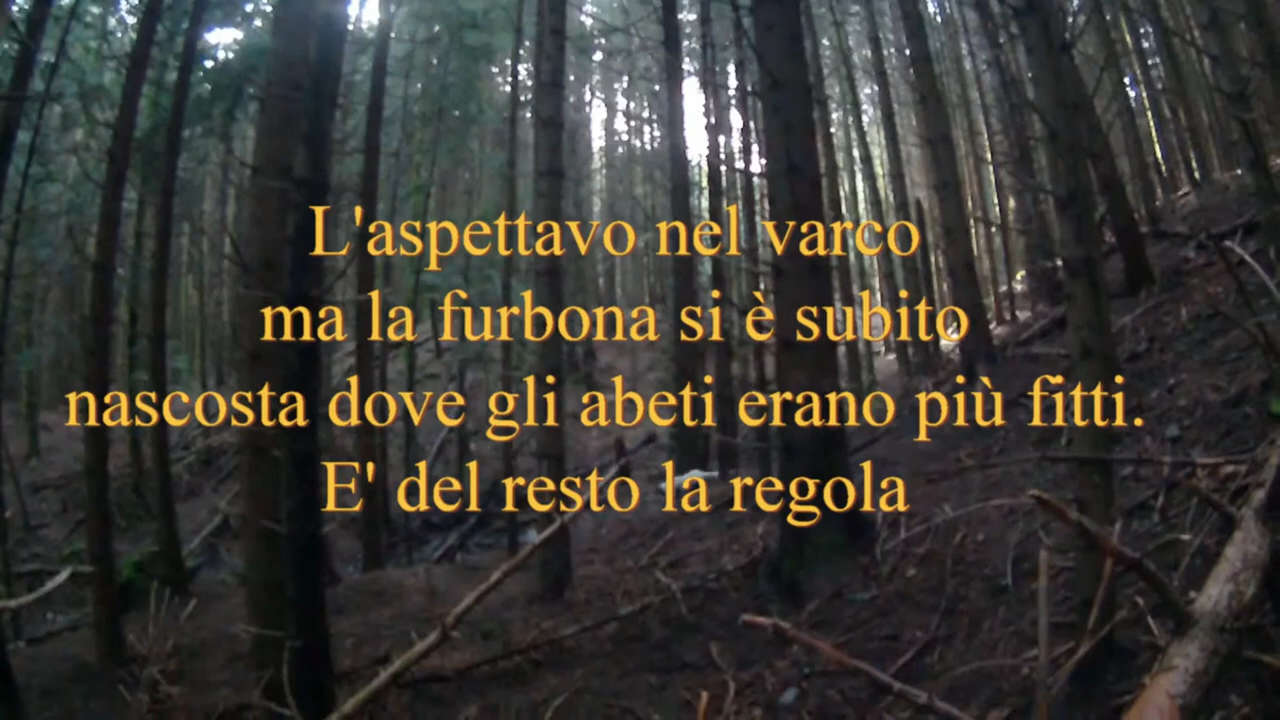 L'aspettavo nel varco
ma la furbona si è subito
nascosta dove gli abeti erano più fitti.
E' del resto la regola